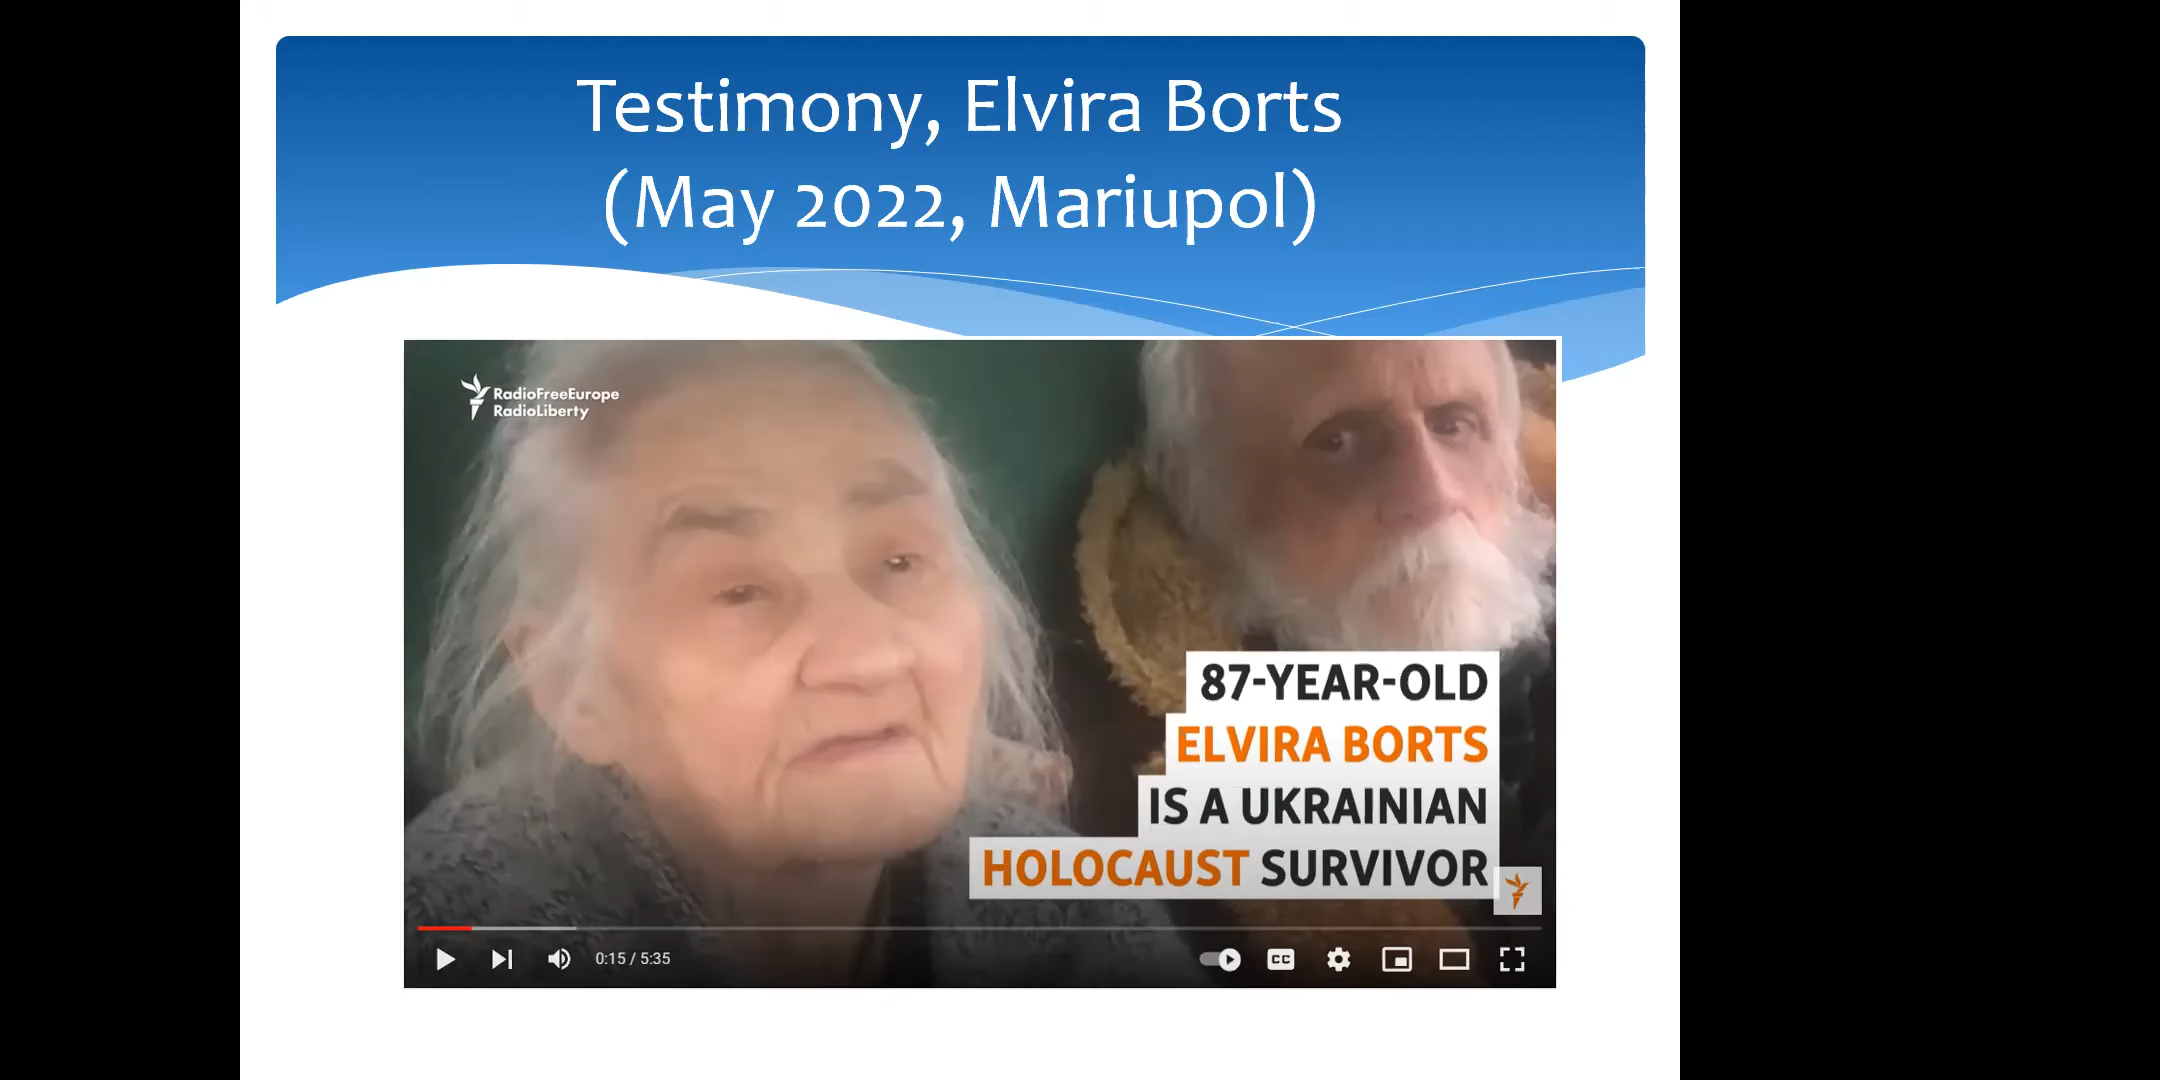 Testimony, Elvira Borts
(May 2022, Mariupol)
RadioFreeEurope
RadioLiberty
87-YEAR-OLD
ELVIRA BORTS
IS A UKRAINIAN
HOLOCAUST SURVIVOR
0:15 / 5:35
CC